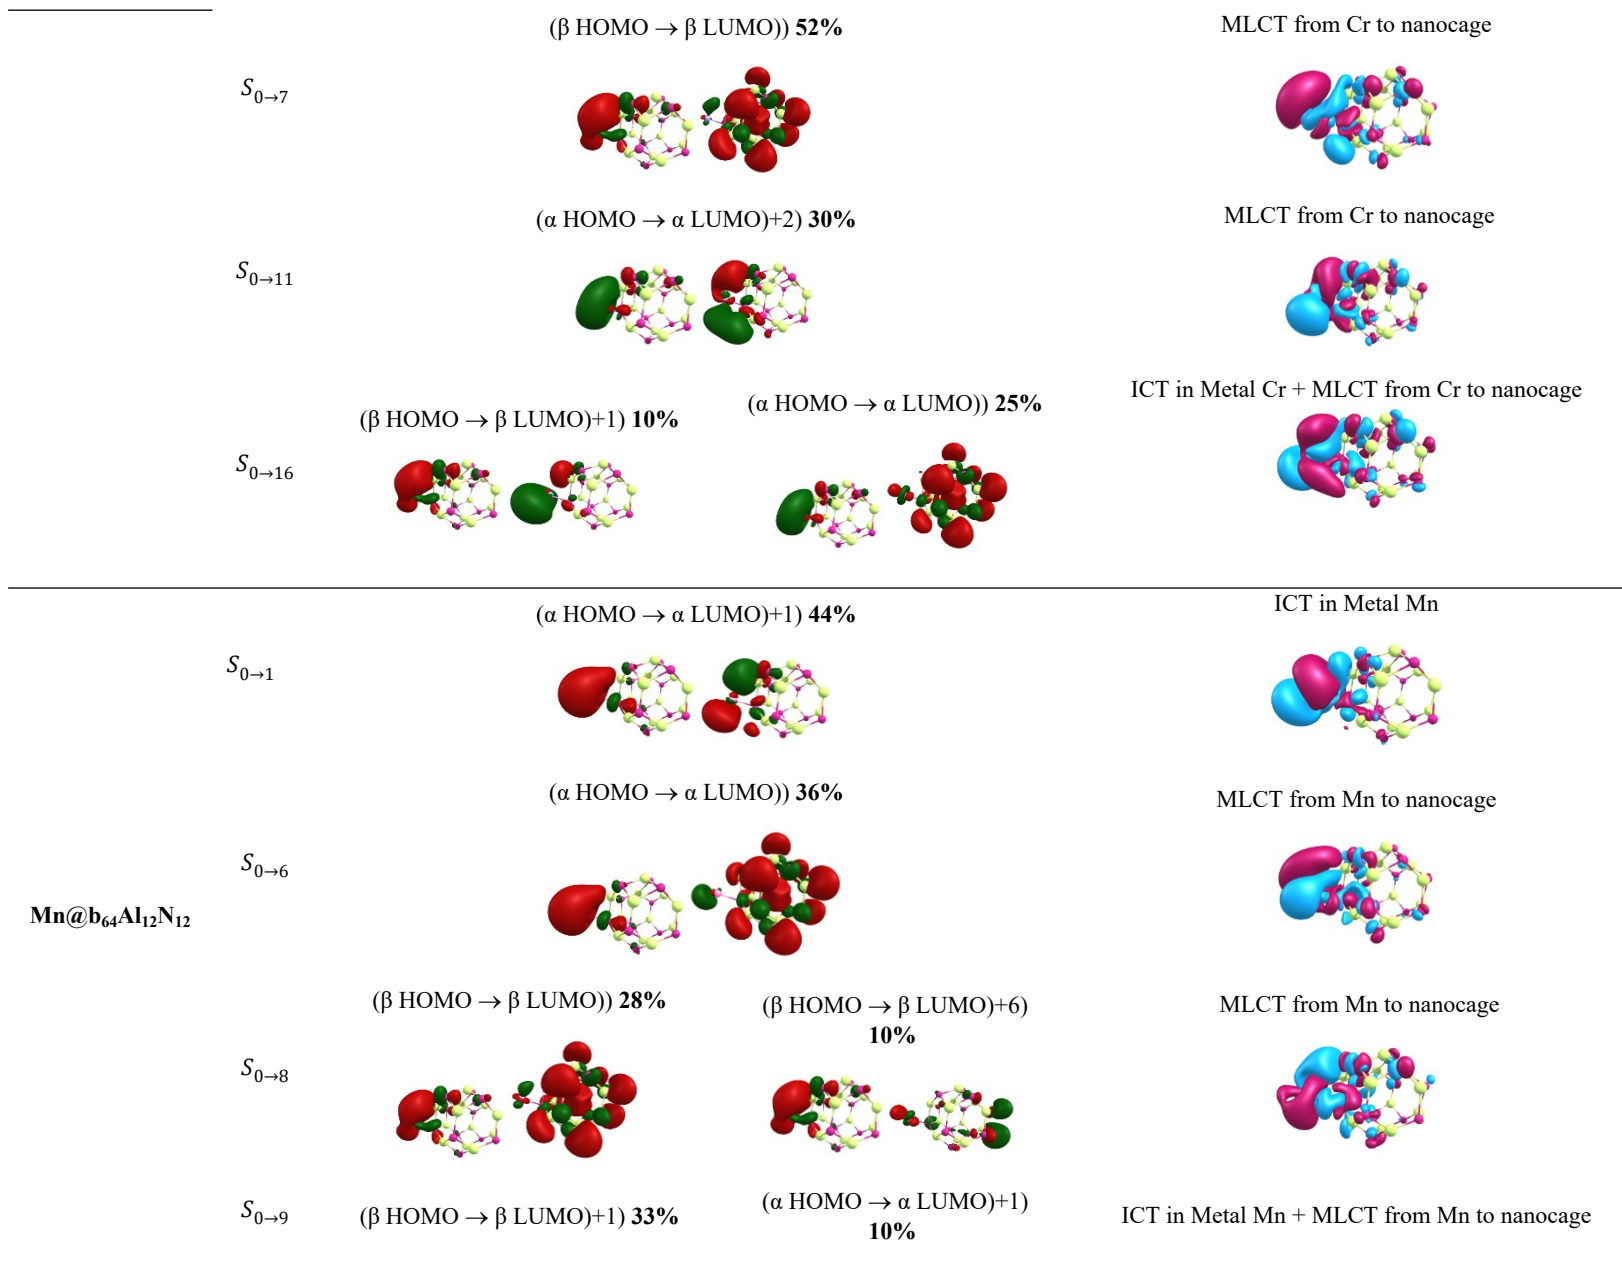 (β HOMO → β LUMO)) 52%
MLCT from Cr to nanocage
S0→7
(α HOMO → α LUMO)+2) 30%
MLCT from Cr to nanocage
S0→11
(β HOMO → β LUMO)+1) 10%
(α HOMO → α LUMO)) 25%
ICT in Metal Cr + MLCT from Cr to nanocage
S0→16
(α HOMO → α LUMO)+1) 44%
ICT in Metal Mn
S0→1
(α HOMO → α LUMO)) 36%
MLCT from Mn to nanocage
S0→6
Mn@b64Al12N12
(β HOMO → β LUMO)) 28%
(β HOMO → β LUMO)+6)
10%
MLCT from Mn to nanocage
S0→8
S0→9
(β HOMO → β LUMO)+1) 33%
(α HOMO → α LUMO)+1)
10%
ICT in Metal Mn + MLCT from Mn to nanocage